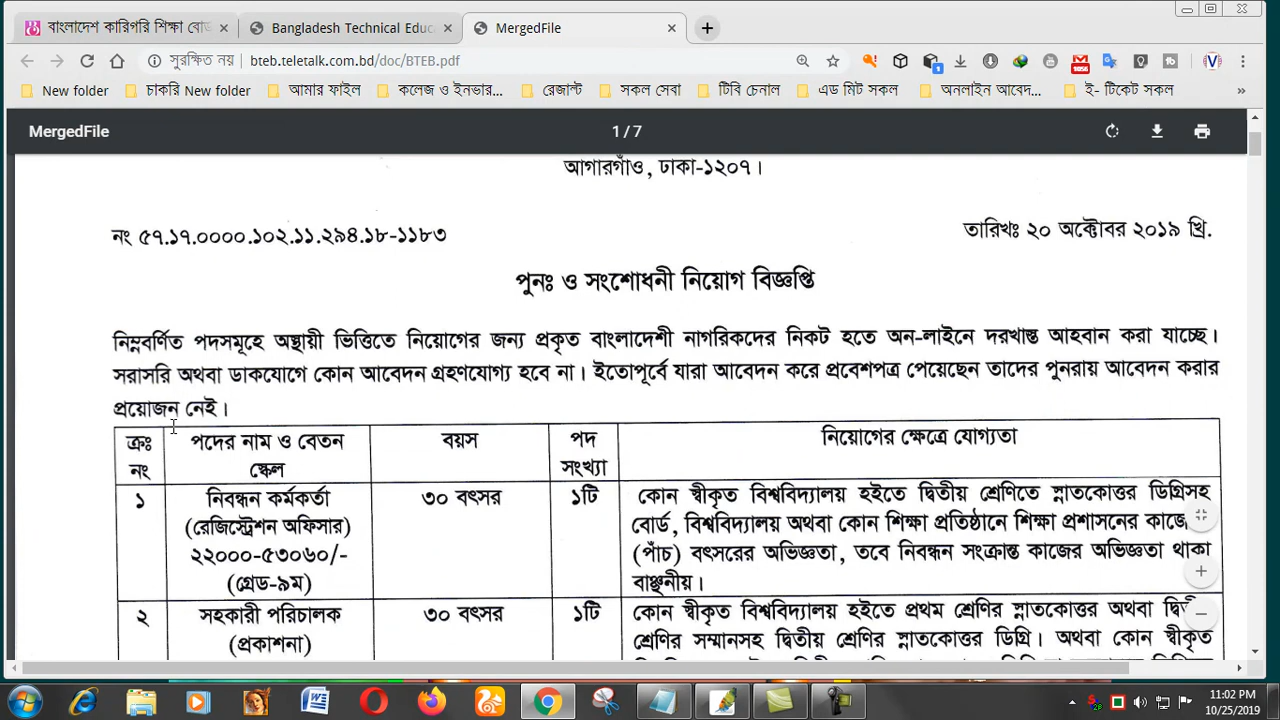 বাংলাদেশ কারিগরি শিক্ষা বোর্ড
Bangladesh Technical Educ
MergedFile
সুরক্ষিত নয়
bteb.teletalk.com.bd/doc/BTEB.pdf
New folder
চাকরি New folder
আমার ফাইল
কলেজ ও ইনভার...
রেজাল্ট
সকল সেবা
টিবি চেনাল
এড মিট সকল
অনলাইন আবেদ...
ই- টিকেট সকল
MergedFile
1 / 7
আগারগাঁও, ঢাকা-১২০৭।
নং ৫৭.১৭.০০০০.১০২.১১.২৯৪.১৮-১১৮৩
তারিখঃ ২০ অক্টোবর ২০১৯ খ্রি.
পুনঃ ও সংশোধনী নিয়োগ বিজ্ঞপ্তি
নিম্নবর্ণিত পদসমূহে অস্থায়ী ভিত্তিতে নিয়োগের জন্য প্রকৃত বাংলাদেশী নাগরিকদের নিকট হতে অন-লাইনে দরখাস্ত আহবান করা যাচ্ছে।
সরাসরি অথবা ডাকযোগে কোন আবেদন গ্রহণযোগ্য হবে না। ইতোপূর্বে যারা আবেদন করে প্রবেশপত্র পেয়েছেন তাদের পুনরায় আবেদন করার
প্রয়োজন নেই।
ক্রঃ নং
পদের নাম ও বেতন স্কেল
বয়স
পদ সংখ্যা
নিয়োগের ক্ষেত্রে যোগ্যতা
১
নিবন্ধন কর্মকর্তা
(রেজিস্ট্রেশন অফিসার)
২২০০০-৫৩০৬০/-
(গ্রেড-৯ম)
৩০ বৎসর
১টি
কোন স্বীকৃত বিশ্ববিদ্যালয় হইতে দ্বিতীয় শ্রেণিতে স্নাতকোত্তর ডিগ্রিসহ
বোর্ড, বিশ্ববিদ্যালয় অথবা কোন শিক্ষা প্রতিষ্ঠানে শিক্ষা প্রশাসনের কাজে
(পাঁচ) বৎসরের অভিজ্ঞতা, তবে নিবন্ধন সংক্রান্ত কাজের অভিজ্ঞতা থাকা
বাঞ্ছনীয়।
২
সহকারী পরিচালক
(প্রকাশনা)
৩০ বৎসর
১টি
কোন স্বীকৃত বিশ্ববিদ্যালয় হইতে প্রথম শ্রেণির স্নাতকোত্তর অথবা
শ্রেণির সম্মানসহ দ্বিতীয় শ্রেণির স্নাতকোত্তর ডিগ্রি। অথবা কোন স্বীকৃত
11:02 PM
10/25/2019